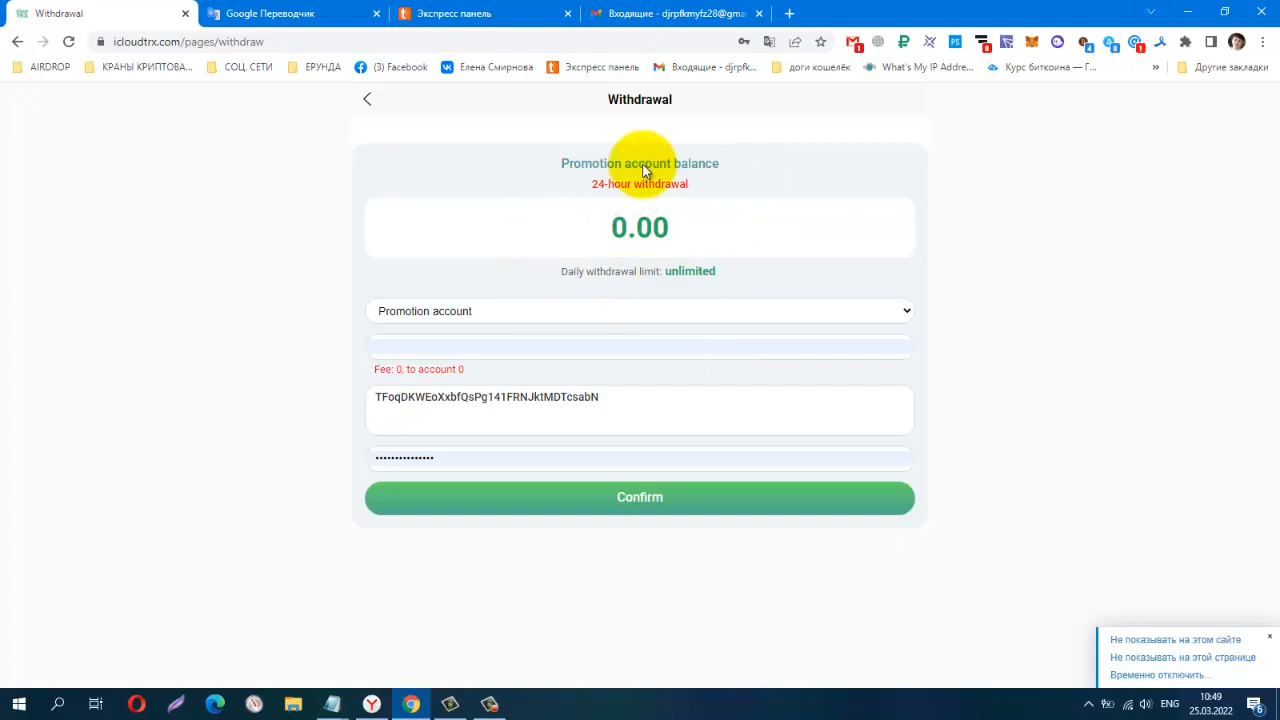 Withdrawal
Google Переводчик
Экспресс панель
Входящие - djrpfkmyfz28@gma
icloudtrx.com/pages/withdraw
AIRDROP
КРАНЫ КРИПТОВА...
СОЦ. СЕТИ
ЕРУНДА
(3) Facebook
Елена Смирнова
Экспресс панель
Входящие - djrpfk...
доги кошелёк
What's My IP Addre...
Курс биткоина — Г...
»
Другие закладки
Withdrawal
Promotion account balance
24-hour withdrawal
0.00
Daily withdrawal limit: unlimited
Promotion account
Fee: 0, to account 0
TFoqDKWEoXxbfQsPg141FRNJktMDTcsabN
•••••••••••••••
Confirm
Не показывать на этом сайте
Не показывать на этой странице
Временно отключить...
ENG
10:49
25.03.2022
6